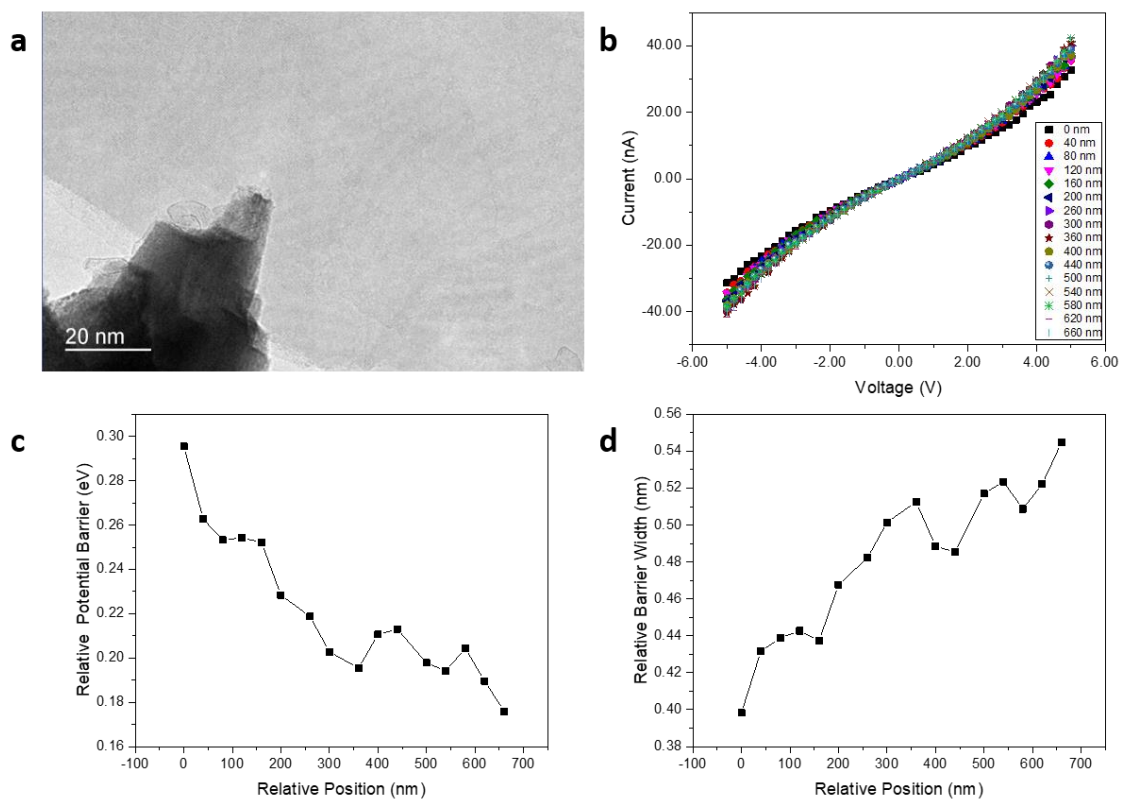 a
20 nm
b
40.00
20.00
0.00
-20.00
-40.00
Current (nA)
-6.00 -4.00 -2.00 0.00 2.00 4.00 6.00
Voltage (V)
0 nm
40 nm
80 nm
120 nm
160 nm
200 nm
260 nm
300 nm
360 nm
400 nm
440 nm
500 nm
540 nm
580 nm
620 nm
660 nm
c
0.30
0.28
0.26
0.24
0.22
0.20
0.18
0.16
Relative Potential Barrier (eV)
-100 0 100 200 300 400 500 600 700
Relative Position (nm)
d
0.56
0.54
0.52
0.50
0.48
0.46
0.44
0.42
0.40
0.38
Relative Barrier Width (nm)
-100 0 100 200 300 400 500 600 700
Relative Position (nm)